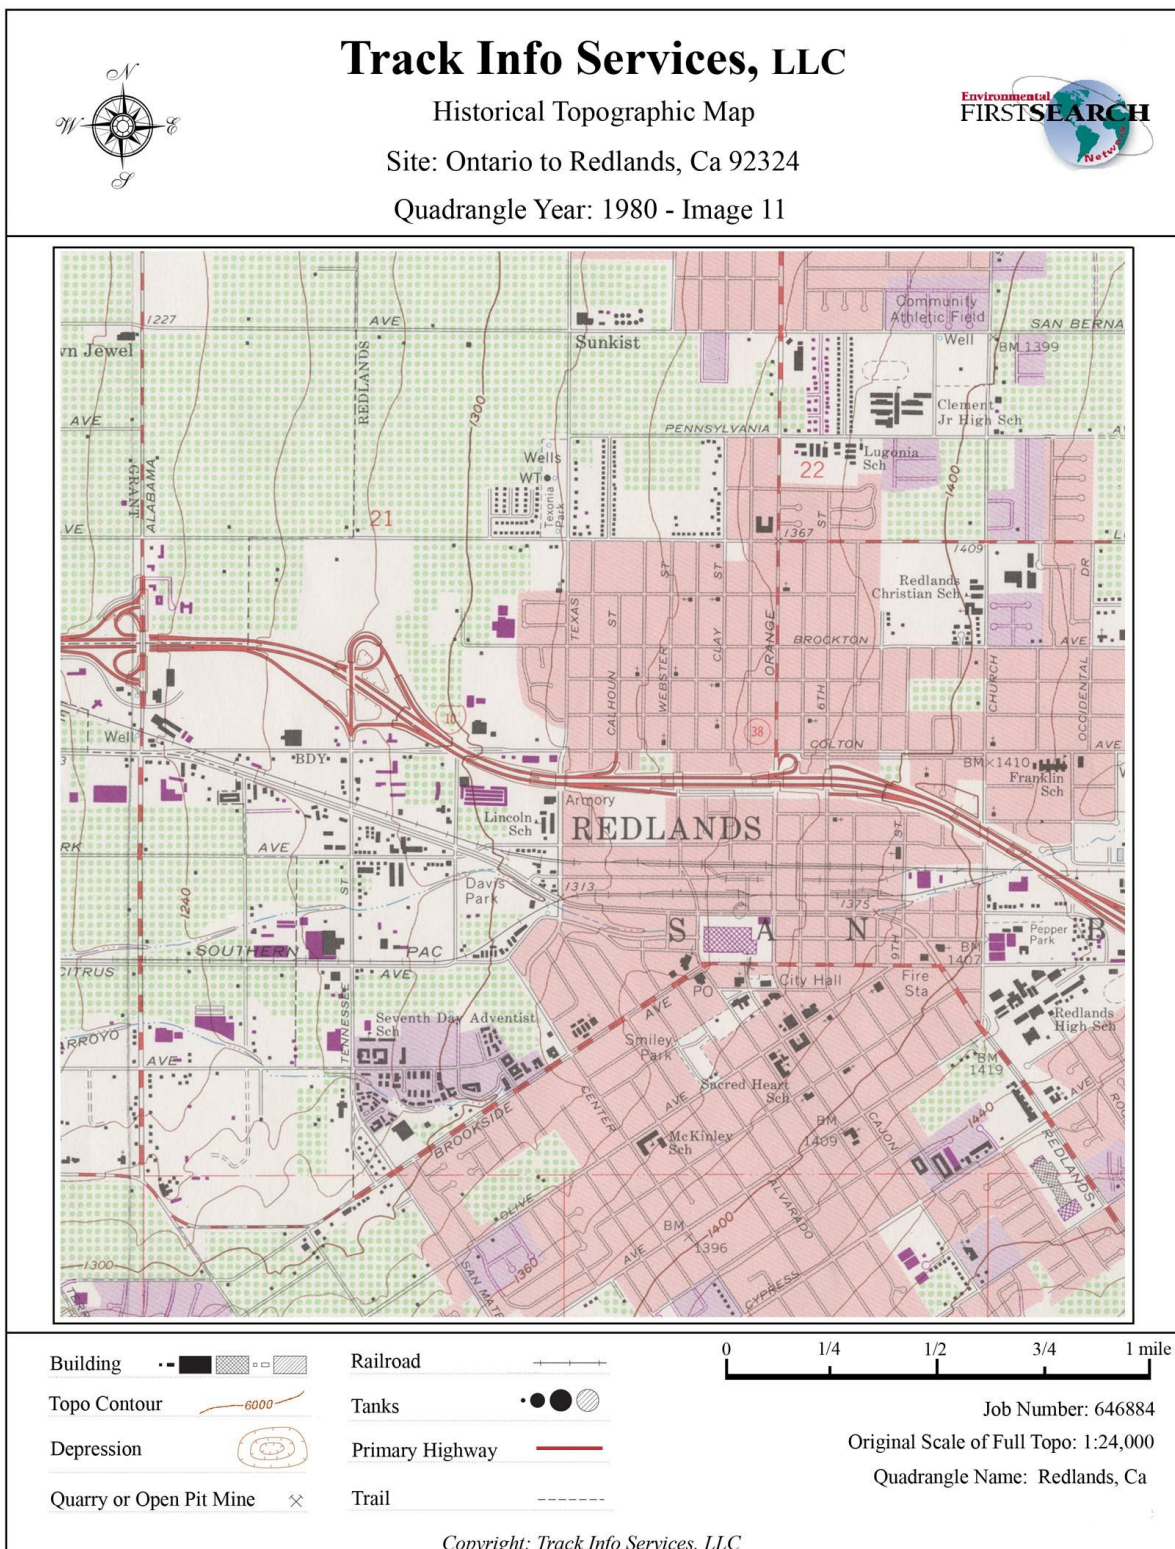 Track Info Services, LLC
Historical Topographic Map
Site: Ontario to Redlands, Ca 92324
Quadrangle Year: 1980 - Image 11
N
W
E
S
Environmental
FIRSTSEARCH
Network
1227
AVE
REDLANDS
Sunkist
Community
Athletic Field
SAN BERNA
Well
BM 1399
wn Jewel
1300
AVE
PENNSYLVANIA
Clement
Jr High Sch
Wells
WT
Texonia
Park
Lugonia
Sch
22
1400
GRANT
ALABAMA
VE
21
ST
1367
1409
DR
Redlands
Christian Sch
TEXAS
ST
ST
CLAY
ST
ORANGE
BROCKTON
AVE
CALHOUN
WEBSTER
6TH
CHURCH
OCCIDENTAL
10
38
Well
BDY
COLTON
AVE
BM×1410
Franklin
Sch
Armory
Lincoln
Sch
REDLANDS
ST
RK
AVE
ST
Davis
Park
1313
1375
1240
SOUTHERN
PAC
S A N B
9TH
BM
1407
Pepper
Park
CITRUS
AVE
PO
City Hall
Fire
Sta
TENNESSEE
Seventh Day Adventist
Sch
AVE
Redlands
High Sch
ARROYO
AVE
Smiley
Park
BM
1419
Sacred Heart
Sch
BROOKSIDE
CENTER
AVE
AVE
McKinley
Sch
BM
1409
CAJON
1440
REDLANDS
OLIVE
ALVARADO
BM
1396
1400
AVE
1300
1360
SAN MATE
CYPRESS
TERR
Building
Topo Contour
6000
Depression
Quarry or Open Pit Mine
Railroad
Tanks
Primary Highway
Trail
0 1/4 1/2 3/4 1 mile
Job Number: 646884
Original Scale of Full Topo: 1:24,000
Quadrangle Name: Redlands, Ca
Copyright: Track Info Services, LLC